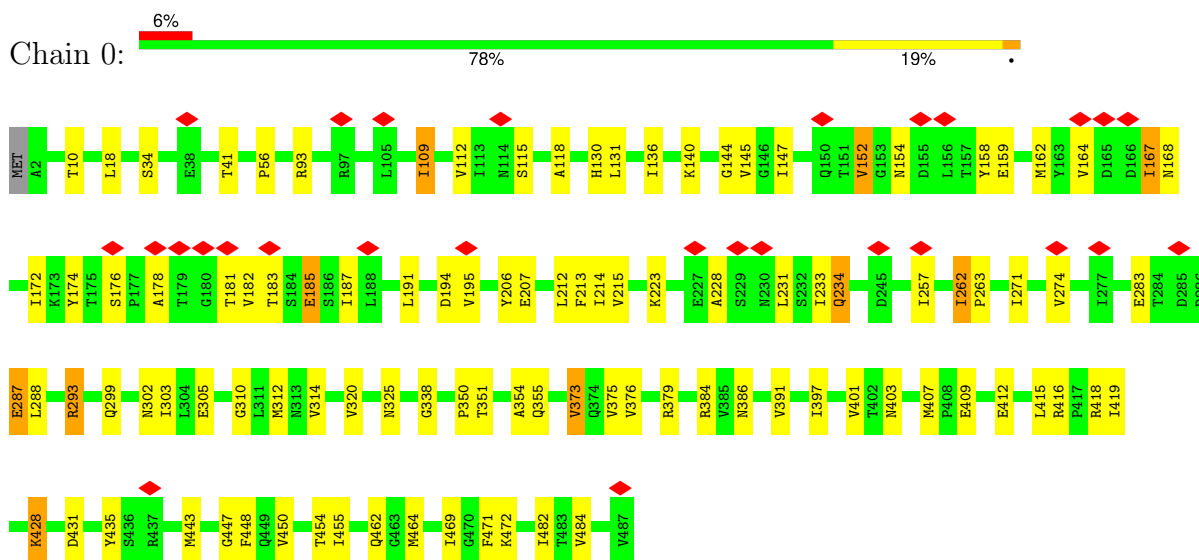 6%
Chain 0:
78% 19% •
MET A2 T10 L18 S34 E38 T41 P56 R93 R97 L105 I109 V112 I113 N114 S115 A118 H130 L131 I136 K140 G144 V145 G146 I147 Q150 T151 V152 G153 N154 D155 L156 T157 Y158 E159 M162 Y163 V164 D165 D166 I167 N168
I172 K173 Y174 T175 S176 P177 A178 T179 G180 T181 V182 T183 S184 E185 S186 I187 L188 L191 D194 V195 Y206 E207 L212 F213 I214 V215 K223 E227 A228 S229 N230 L231 S232 I233 Q234 D245 I257 I262 P263 I271 V274 I277 E283 T284 D285
E287 L288 R293 Q299 N302 I303 L304 E305 G310 L311 M312 N313 V314 V320 N325 G338 P350 T351 A354 Q355 V373 Q374 V375 V376 R379 R384 V385 N386 V391 I397 V401 T402 N403 M407 P408 E409 E412 L415 R416 P417 R418 I419
K428 D431 Y435 S436 R437 M443 G447 F448 Q449 V450 T454 I455 Q462 G463 M464 I469 G470 F471 K472 I482 T483 V484 V487